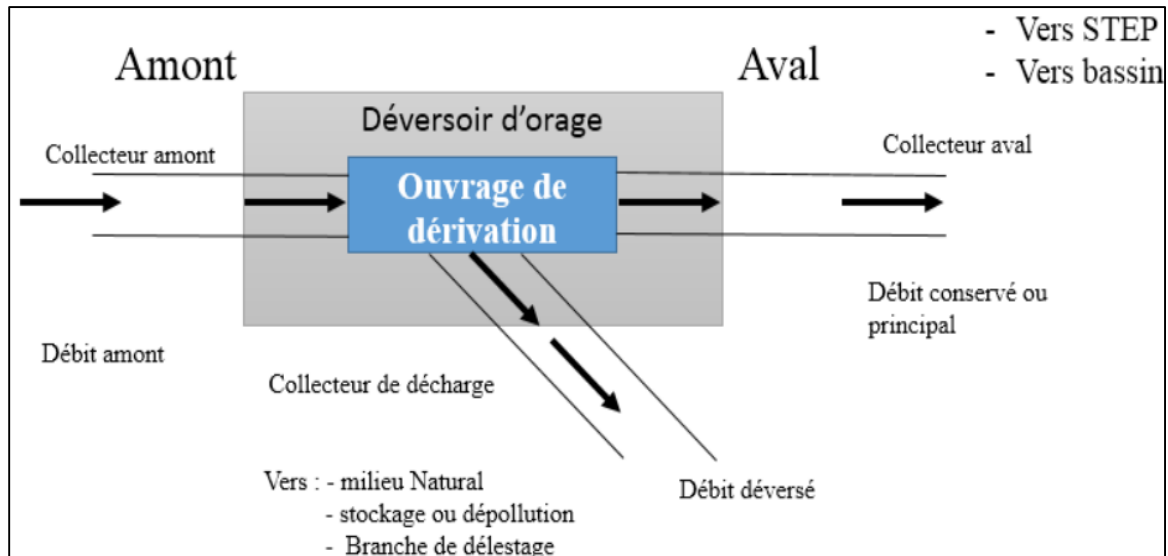 - Vers STEP
- Vers bassin
Amont
Aval
Déversoir d'orage
Collecteur amont
Collecteur aval
Ouvrage de
dérivation
Débit conservé ou
principal
Débit amont
Collecteur de décharge
Vers : - milieu Natural
- stockage ou dépollution
- Branche de délestage
Débit déversé